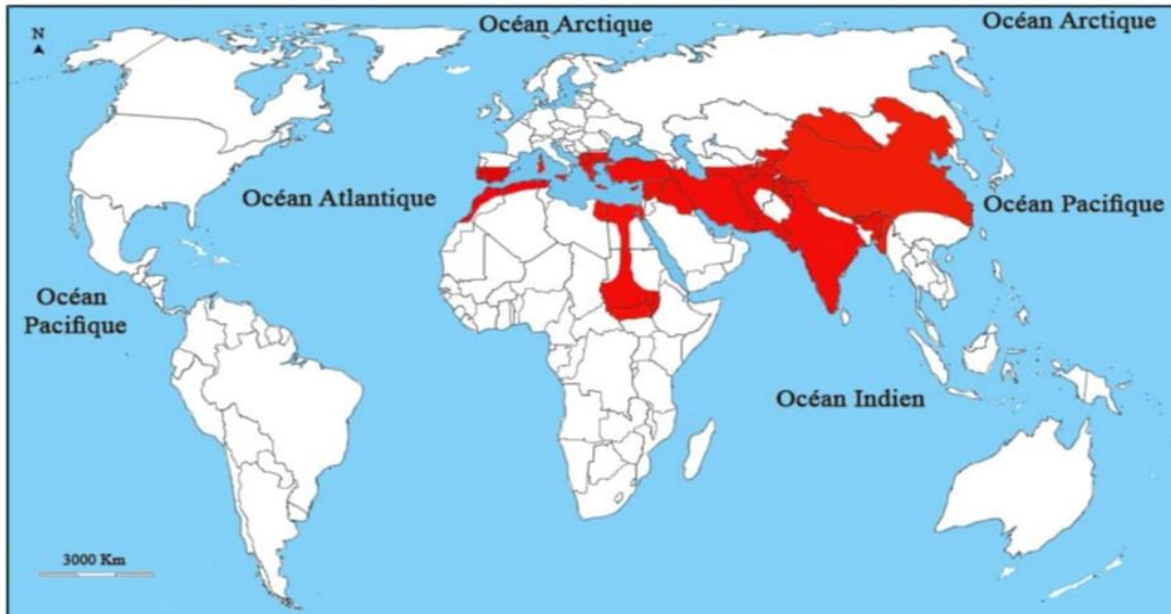 Océan Arctique
Océan Arctique
N
Océan Atlantique
Océan Pacifique
Océan
Pacifique
Océan Indien
3000 Km